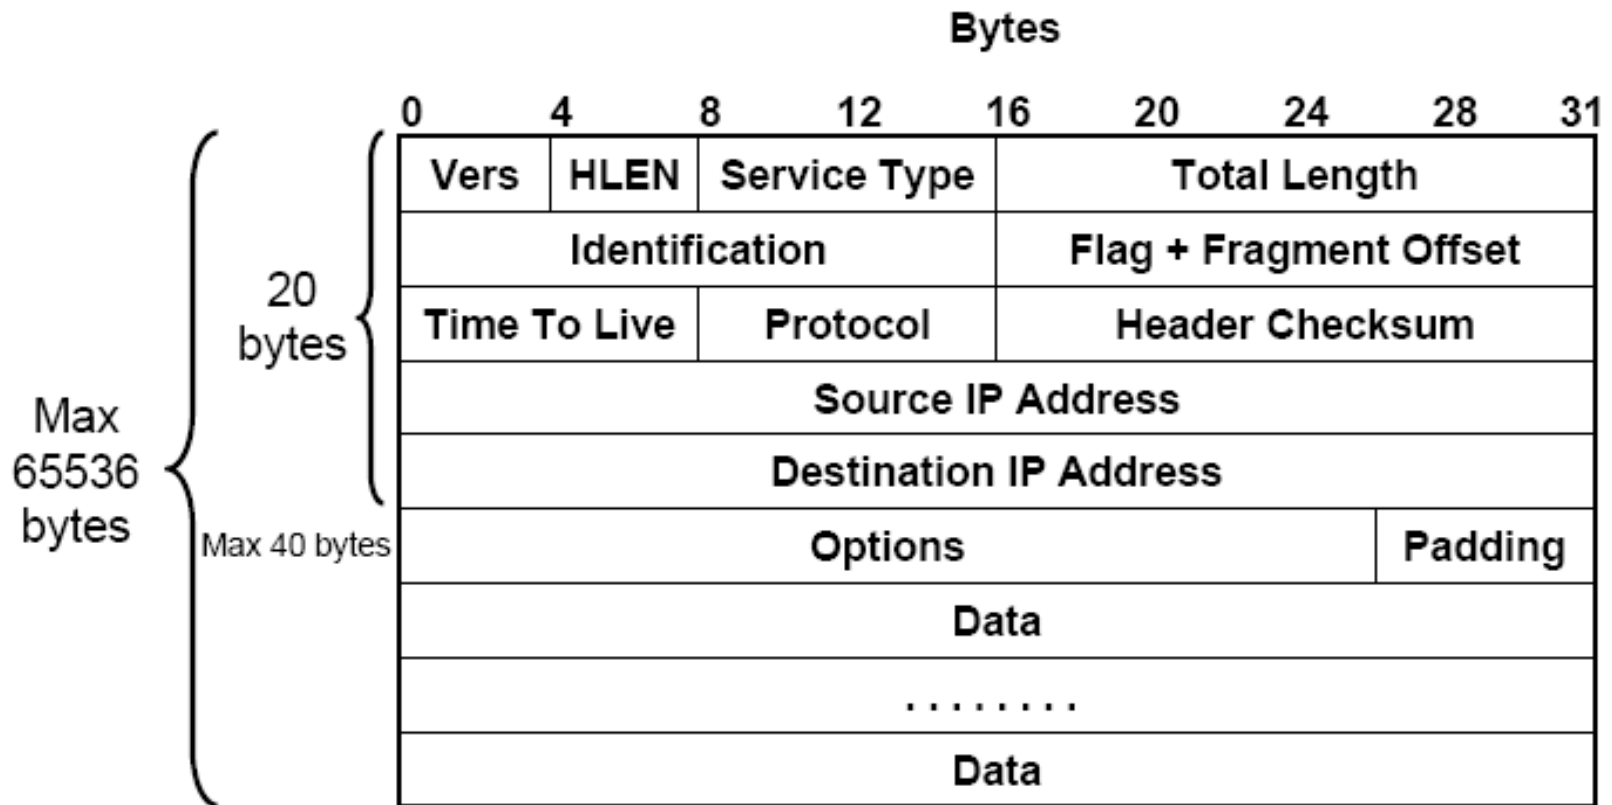 Bytes
0 4 8 12 16 20 24 28 31
Vers HLEN Service Type Total Length
Identification Flag + Fragment Offset
20
bytes
Time To Live Protocol Header Checksum
Source IP Address
Max
65536
bytes
Destination IP Address
Max 40 bytes
Options Padding
Data
. . . . . . . .
Data